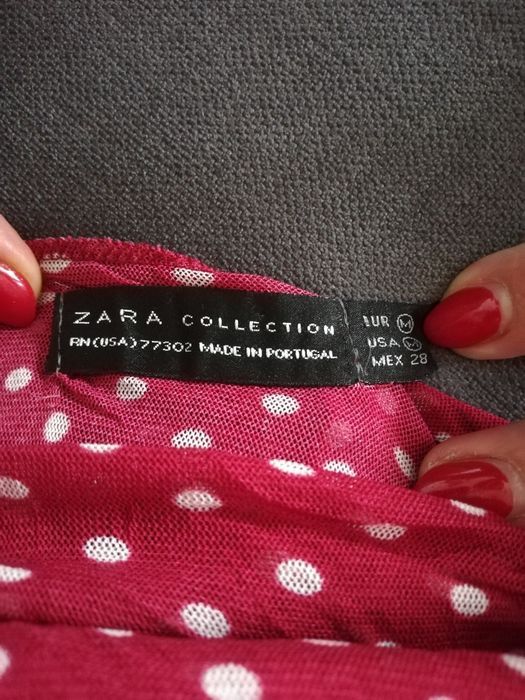 ZARA COLLECTION
RN(USA)77302 MADE IN PORTUGAL
EUR M
USA M
MEX 28